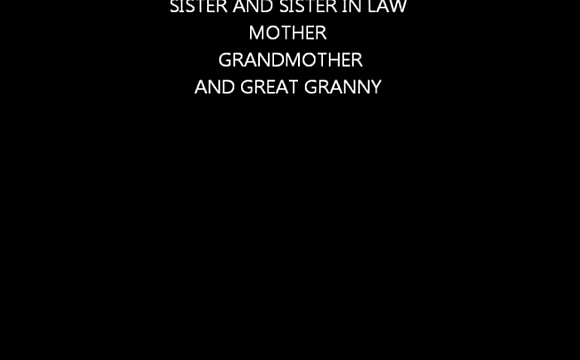 SISTER AND SISTER IN LAW
MOTHER
GRANDMOTHER
AND GREAT GRANNY